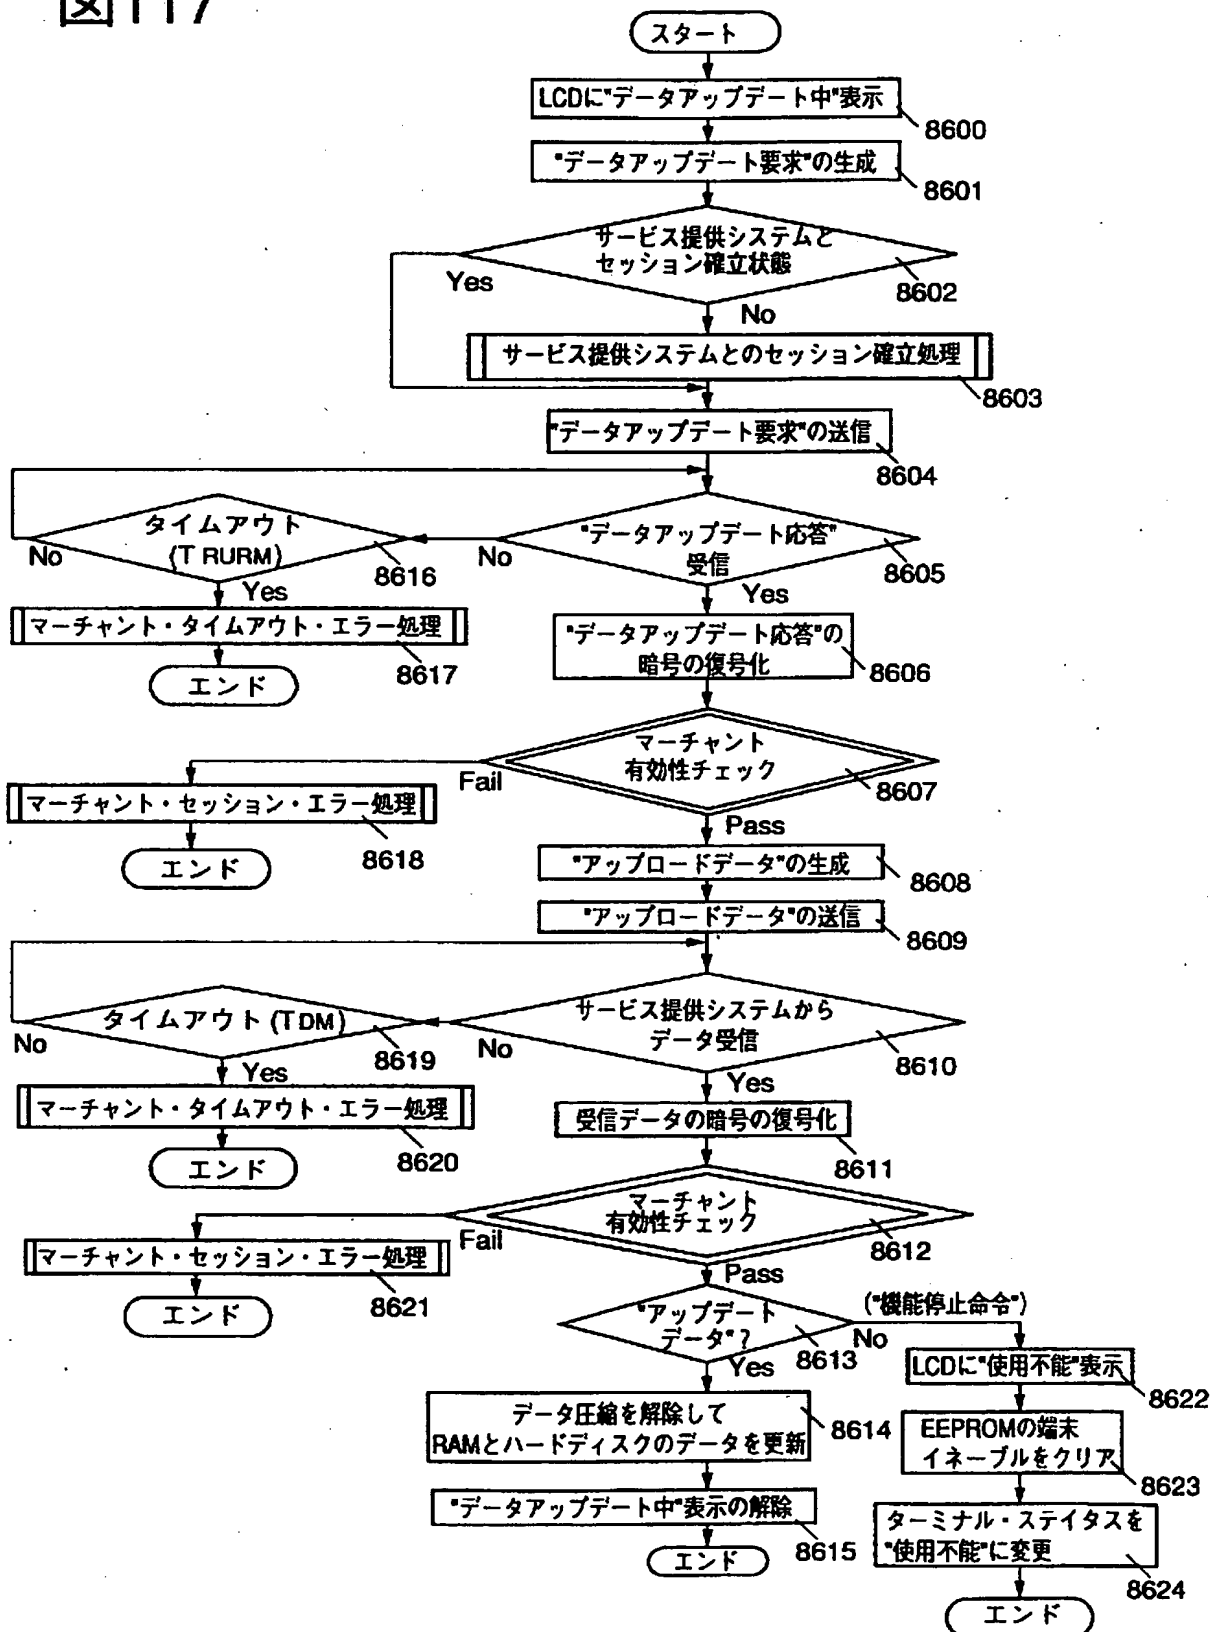 図117
スタート
LCDに"データアップデート中"表示
8600
"データアップデート要求"の生成
8601
サービス提供システムと
セッション確立状態
8602
Yes
No
サービス提供システムとのセッション確立処理
8603
"データアップデート要求"の送信
8604
タイムアウト
(T RURM)
8616
No
Yes
"データアップデート応答"
受信
8605
No
Yes
マーチャント・タイムアウト・エラー処理
8617
エンド
"データアップデート応答"の
暗号の復号化
8606
マーチャント
有効性チェック
8607
Fail
Pass
マーチャント・セッション・エラー処理
8618
エンド
"アップロードデータ"の生成
8608
"アップロードデータ"の送信
8609
タイムアウト (TDM)
8619
No
Yes
サービス提供システムから
データ受信
8610
No
Yes
マーチャント・タイムアウト・エラー処理
8620
エンド
受信データの暗号の復号化
8611
マーチャント
有効性チェック
8612
Fail
Pass
マーチャント・セッション・エラー処理
8621
エンド
"アップデート
データ"?
8613
("機能停止命令")
No
Yes
LCDに"使用不能"表示
8622
データ圧縮を解除して
RAMとハードディスクのデータを更新
8614
EEPROMの端末
イネーブルをクリア
8623
"データアップデート中"表示の解除
8615
エンド
ターミナル・ステイタスを
"使用不能"に変更
8624
エンド